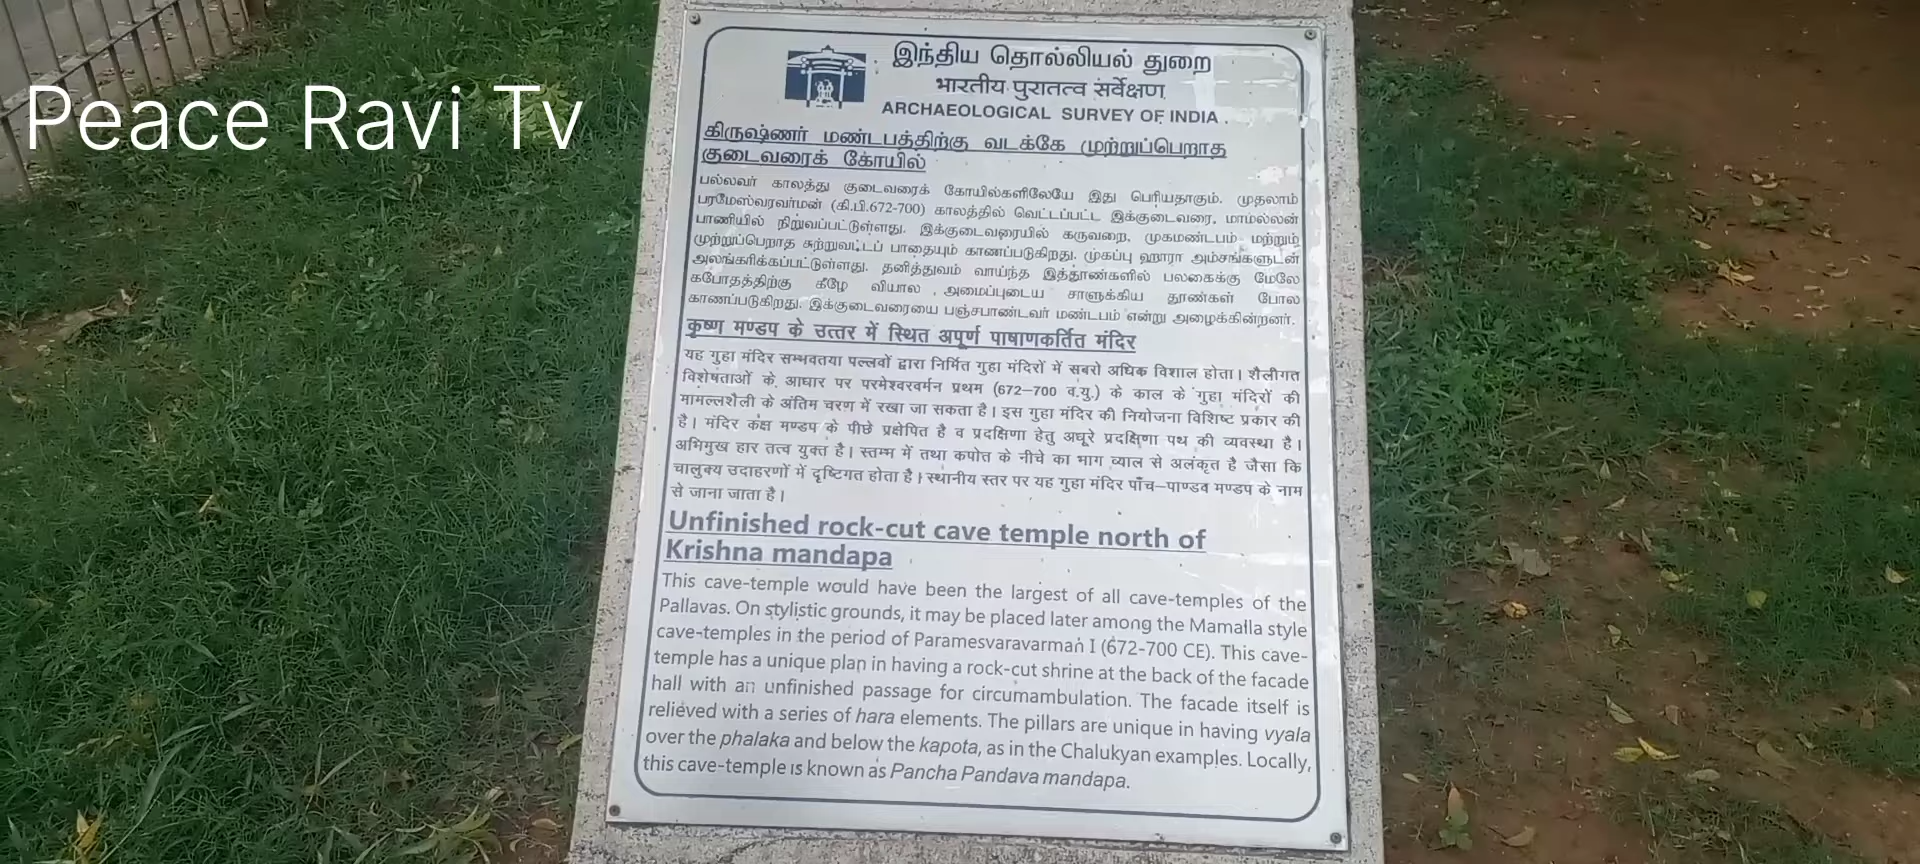 Peace Ravi Tv
இந்திய தொல்லியல் துறை
भारतीय पुरातत्व सर्वेक्षण
ARCHAEOLOGICAL SURVEY OF INDIA
கிருஷ்ணர் மண்டபத்திற்கு வடக்கே முற்றுப்பெறாத
குடைவரைக் கோயில்
பல்லவர் காலத்து குடைவரைக் கோயில்களிலேயே இது பெரியதாகும். முதலாம்
பரமேஸ்வரவர்மன் (கி.பி.672-700) காலத்தில் வெட்டப்பட்ட இக்குடைவரை, மாமல்லன்
பாணியில் நிறுவப்பட்டுள்ளது. இக்குடைவரையில் கருவறை, முகமண்டபம் மற்றும்
முற்றுப்பெறாத சுற்றுவட்டப் பாதையும் காணப்படுகிறது. முகப்பு ஹாரா அம்சங்களுடன்
அலங்கரிக்கப்பட்டுள்ளது. தனித்துவம் வாய்ந்த இத்தூண்களில் பலகைக்கு மேலே
கபோதத்திற்கு கீழே வியால அமைப்புடைய சாளுக்கிய தூண்கள் போல
காணப்படுகிறது. இக்குடைவரையை பஞ்சபாண்டவர் மண்டபம் என்று அழைக்கின்றனர்.
कृष्ण मण्डप के उत्तर में स्थित अपूर्ण पाषाणकर्तित मंदिर
यह गुहा मंदिर सम्भवतया पल्लवों द्वारा निर्मित गुहा मंदिरों में सबरो अधिक विशाल होता। शैलीगत
विशेषताओं के आधार पर परमेश्वरवर्मन प्रथम (672–700 व.यु.) के काल के गुहा मंदिरों की
मामल्लशैली के अंतिम चरण में रखा जा सकता है। इस गुहा मंदिर की नियोजना विशिष्ट प्रकार की
है। मंदिर कक्ष मण्डप के पीछे प्रक्षेपित है व प्रदक्षिणा हेतु अधूरे प्रदक्षिणा पथ की व्यवस्था है।
अभिमुख हार तत्व युक्त है। स्तम्भ में तथा कपोत के नीचे का भाग व्याल से अलंकृत है जैसा कि
चालुक्य उदाहरणों में दृष्टिगत होता है। स्थानीय स्तर पर यह गुहा मंदिर पाँच–पाण्डव मण्डप के नाम
से जाना जाता है।
Unfinished rock-cut cave temple north of
Krishna mandapa
This cave-temple would have been the largest of all cave-temples of the
Pallavas. On stylistic grounds, it may be placed later among the Mamalla style
cave-temples in the period of Paramesvaravarman I (672-700 CE). This cave-
temple has a unique plan in having a rock-cut shrine at the back of the facade
hall with an unfinished passage for circumambulation. The facade itself is
relieved with a series of hara elements. The pillars are unique in having vyala
over the phalaka and below the kapota, as in the Chalukyan examples. Locally,
this cave-temple is known as Pancha Pandava mandapa.